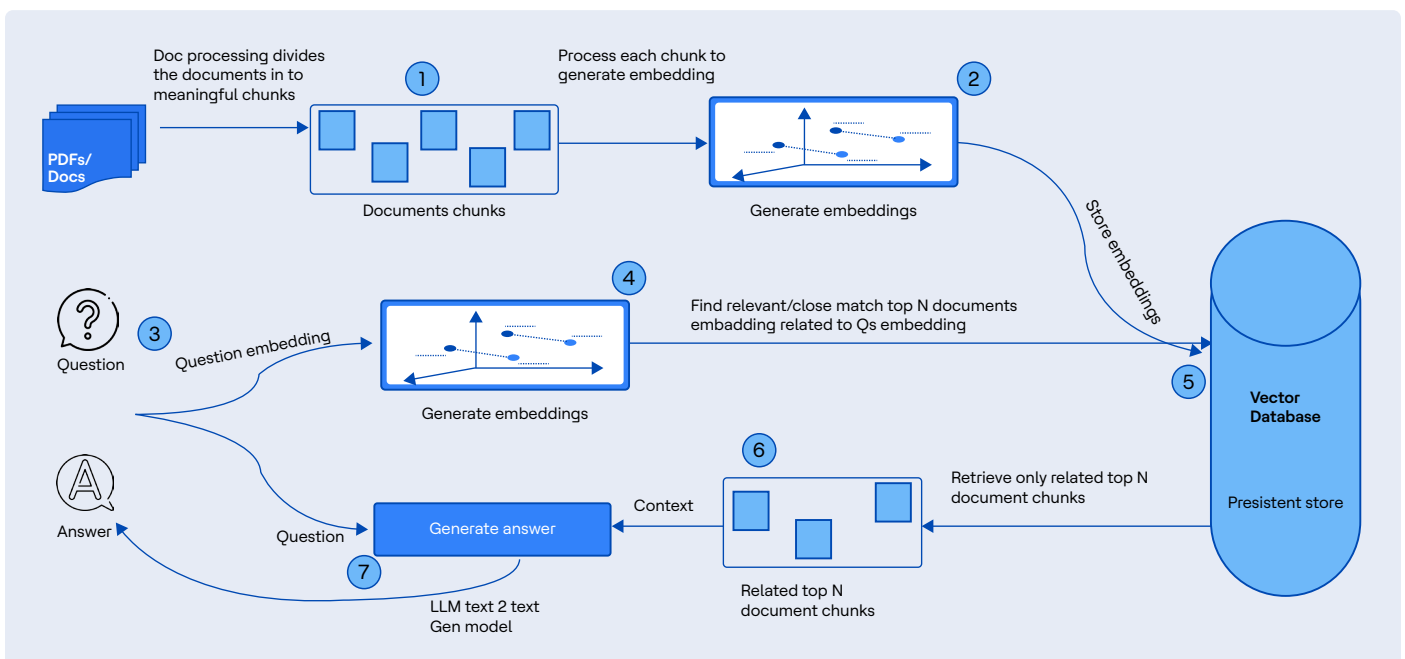 Doc processing divides
the documents in to
meaningful chunks
1
Process each chunk to
generate embedding
2
PDFs/
Docs
Documents chunks
Generate embeddings
Store embeddings
3
Question
Question embedding
4
Generate embeddings
Find relevant/close match top N documents
embadding related to Qs embedding
5
Vector
Database
Presistent store
6
Retrieve only related top N
document chunks
Related top N
document chunks
Context
A
Answer
Question
Generate answer
7
LLM text 2 text
Gen model
?